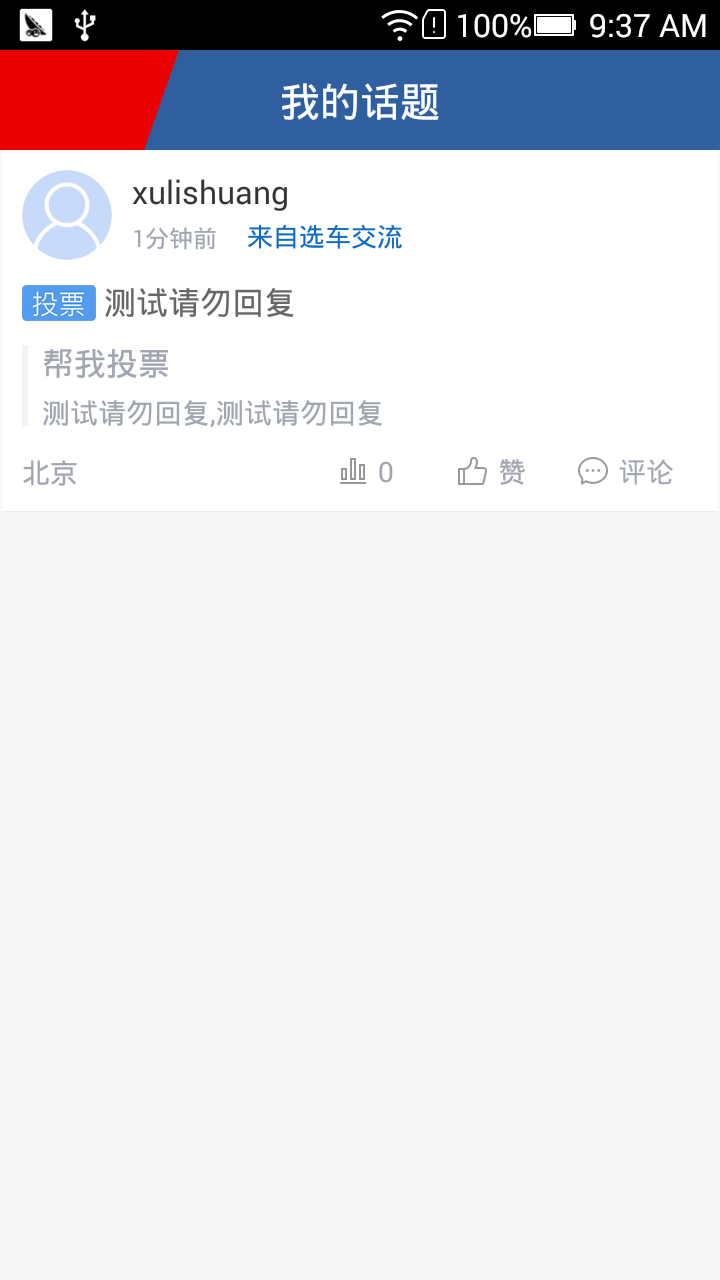 100% 9:37 AM
我的话题
xulishuang
1分钟前 来自选车交流
投票 测试请勿回复
帮我投票
测试请勿回复,测试请勿回复
北京 0 赞 评论